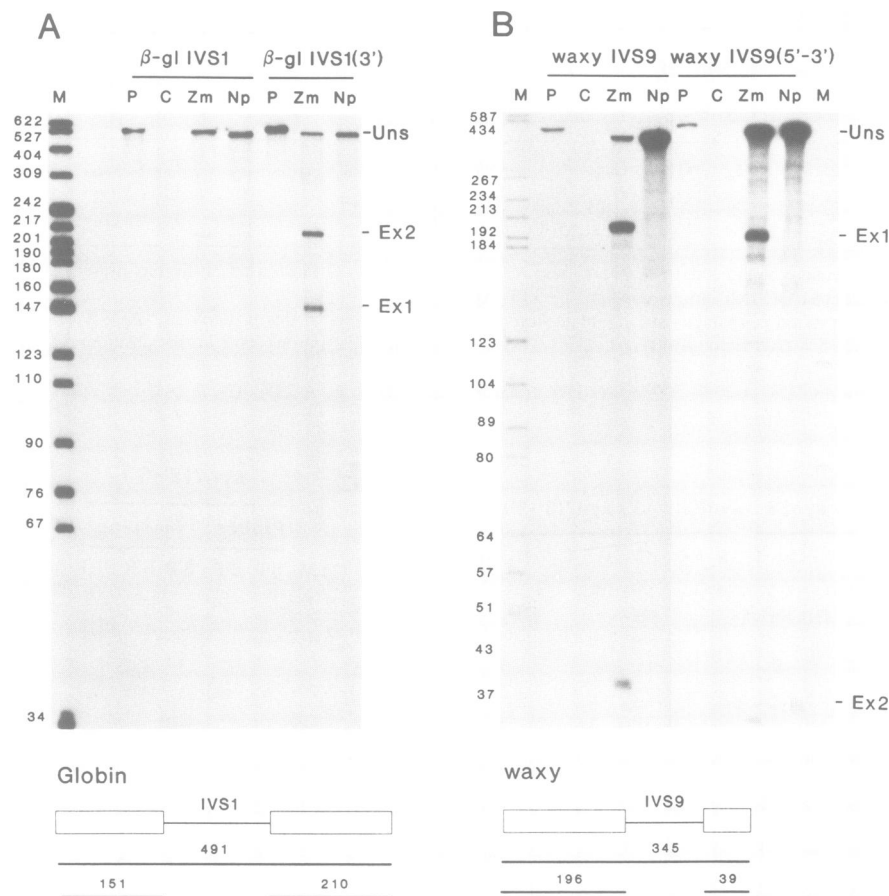 A
β-gl IVS1 β-gl IVS1(3')
M P C Zm Np P Zm Np
622
527
404
309
242
217
201
190
180
160
147
123
110
90
76
67
34
-Uns
- Ex2
- Ex1
Globin
IVS1
491
151 210
B
waxy IVS9 waxy IVS9(5'-3')
M P C Zm Np P C Zm Np M
587
434
267
234
213
192
184
123
104
89
80
64
57
51
43
37
-Uns
- Ex1
- Ex2
waxy
IVS9
345
196 39